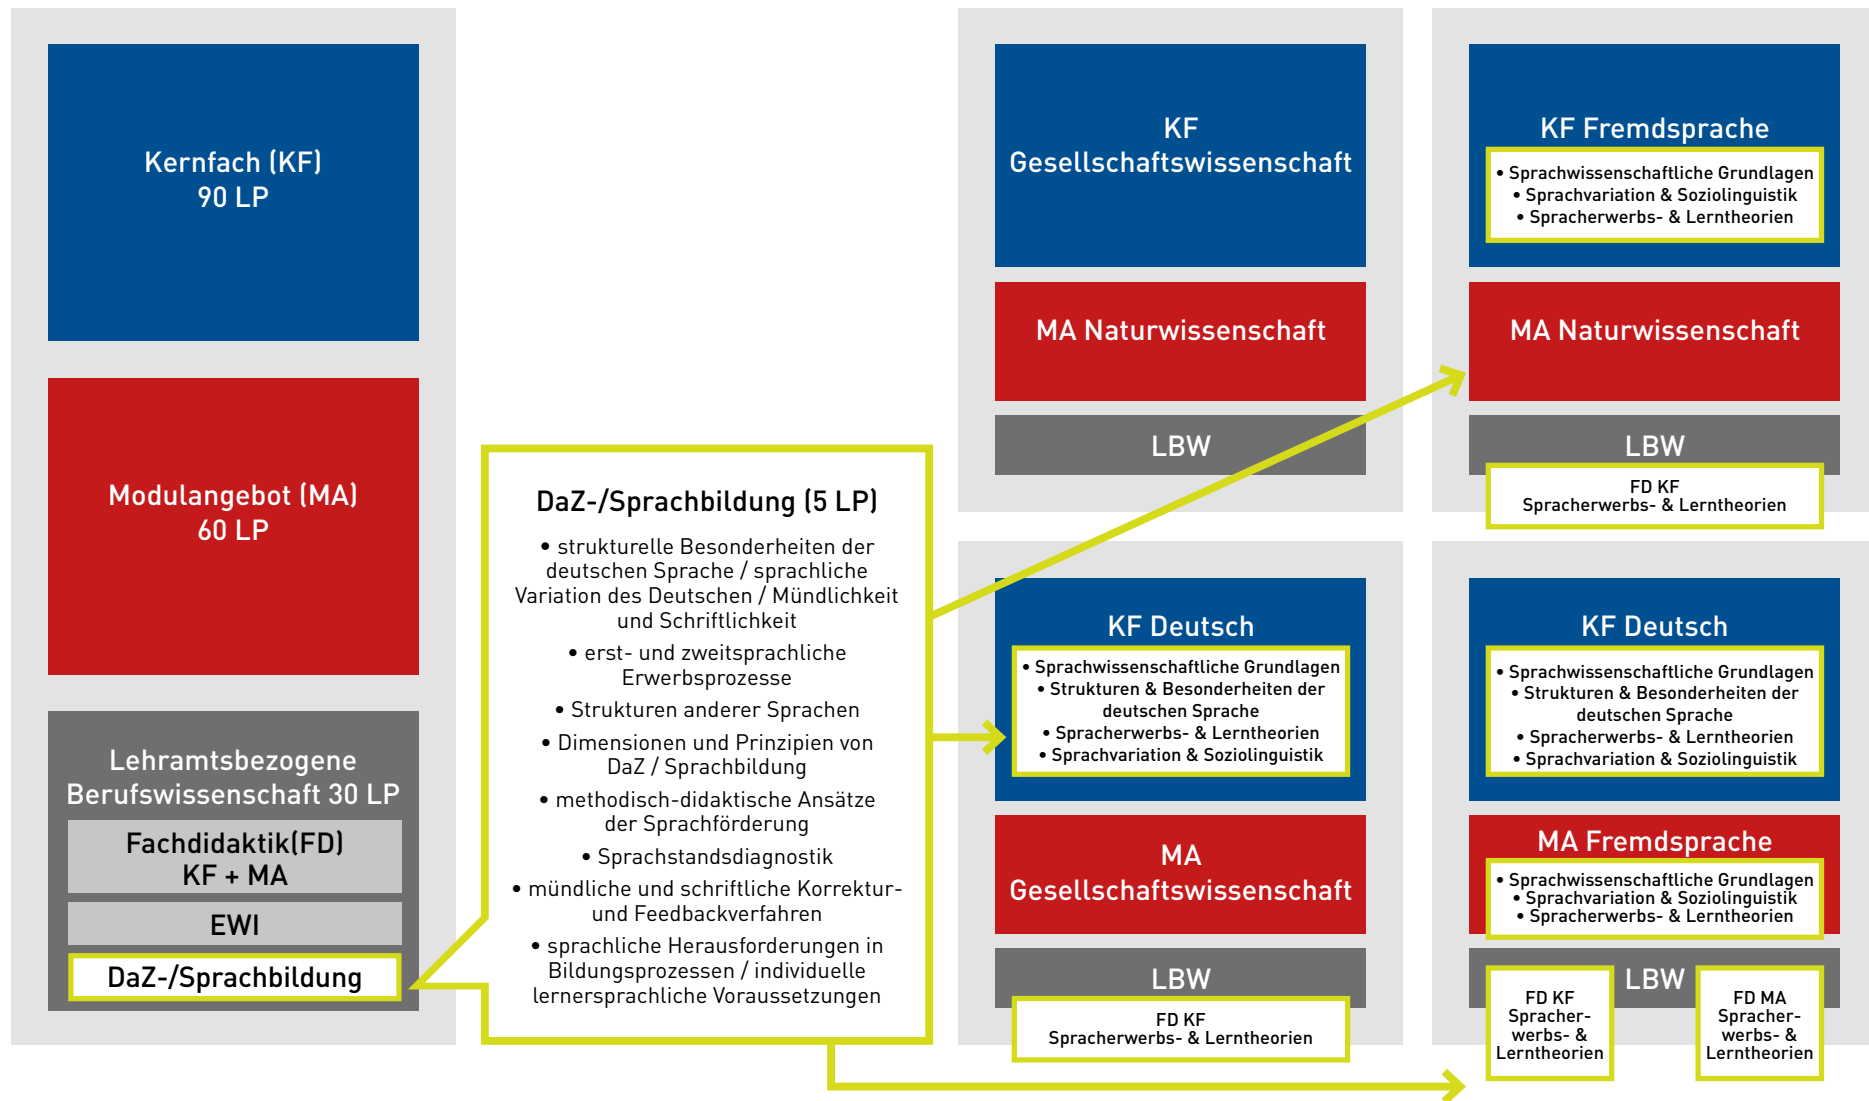 Kernfach (KF)
90 LP
Modulangebot (MA)
60 LP
Lehramtsbezogene
Berufswissenschaft 30 LP
Fachdidaktik(FD)
KF + MA
EWI
DaZ-/Sprachbildung
DaZ-/Sprachbildung (5 LP)
• strukturelle Besonderheiten der
deutschen Sprache / sprachliche
Variation des Deutschen / Mündlichkeit
und Schriftlichkeit
• erst- und zweitsprachliche
Erwerbsprozesse
• Strukturen anderer Sprachen
• Dimensionen und Prinzipien von
DaZ / Sprachbildung
• methodisch-didaktische Ansätze
der Sprachförderung
• Sprachstandsdiagnostik
• mündliche und schriftliche Korrektur-
und Feedbackverfahren
• sprachliche Herausforderungen in
Bildungsprozessen / individuelle
lernersprachliche Voraussetzungen
KF
Gesellschaftswissenschaft
MA Naturwissenschaft
LBW
KF Fremdsprache
• Sprachwissenschaftliche Grundlagen
• Sprachvariation & Soziolinguistik
• Spracherwerbs- & Lerntheorien
MA Naturwissenschaft
LBW
FD KF
Spracherwerbs- & Lerntheorien
KF Deutsch
• Sprachwissenschaftliche Grundlagen
• Strukturen & Besonderheiten der
deutschen Sprache
• Spracherwerbs- & Lerntheorien
• Sprachvariation & Soziolinguistik
MA
Gesellschaftswissenschaft
LBW
FD KF
Spracherwerbs- & Lerntheorien
KF Deutsch
• Sprachwissenschaftliche Grundlagen
• Strukturen & Besonderheiten der
deutschen Sprache
• Spracherwerbs- & Lerntheorien
• Sprachvariation & Soziolinguistik
MA Fremdsprache
• Sprachwissenschaftliche Grundlagen
• Sprachvariation & Soziolinguistik
• Spracherwerbs- & Lerntheorien
LBW
FD KF
Spracher-
werbs- &
Lerntheorien
FD MA
Spracher-
werbs- &
Lerntheorien